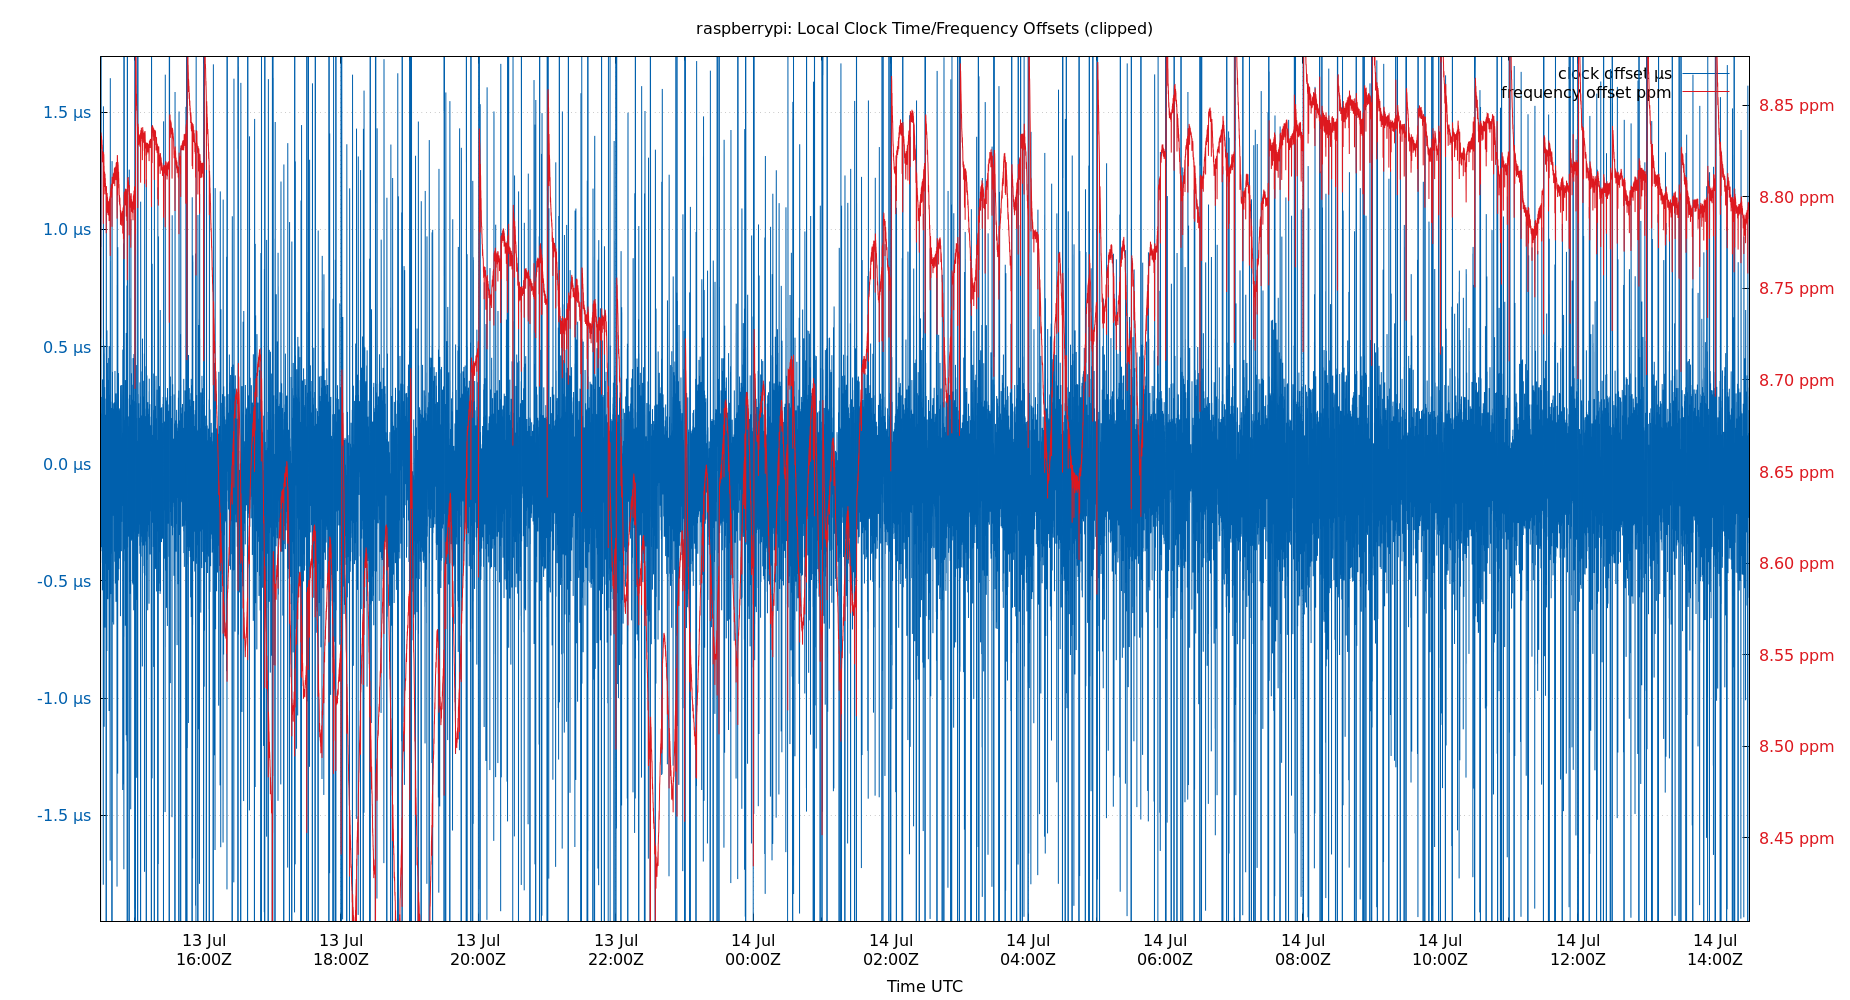 raspberrypi: Local Clock Time/Frequency Offsets (clipped)
clock offset µs
frequency offset ppm
1.5 µs
1.0 µs
0.5 µs
0.0 µs
-0.5 µs
-1.0 µs
-1.5 µs
8.85 ppm
8.80 ppm
8.75 ppm
8.70 ppm
8.65 ppm
8.60 ppm
8.55 ppm
8.50 ppm
8.45 ppm
13 Jul
16:00Z
13 Jul
18:00Z
13 Jul
20:00Z
13 Jul
22:00Z
14 Jul
00:00Z
14 Jul
02:00Z
14 Jul
04:00Z
14 Jul
06:00Z
14 Jul
08:00Z
14 Jul
10:00Z
14 Jul
12:00Z
14 Jul
14:00Z
Time UTC